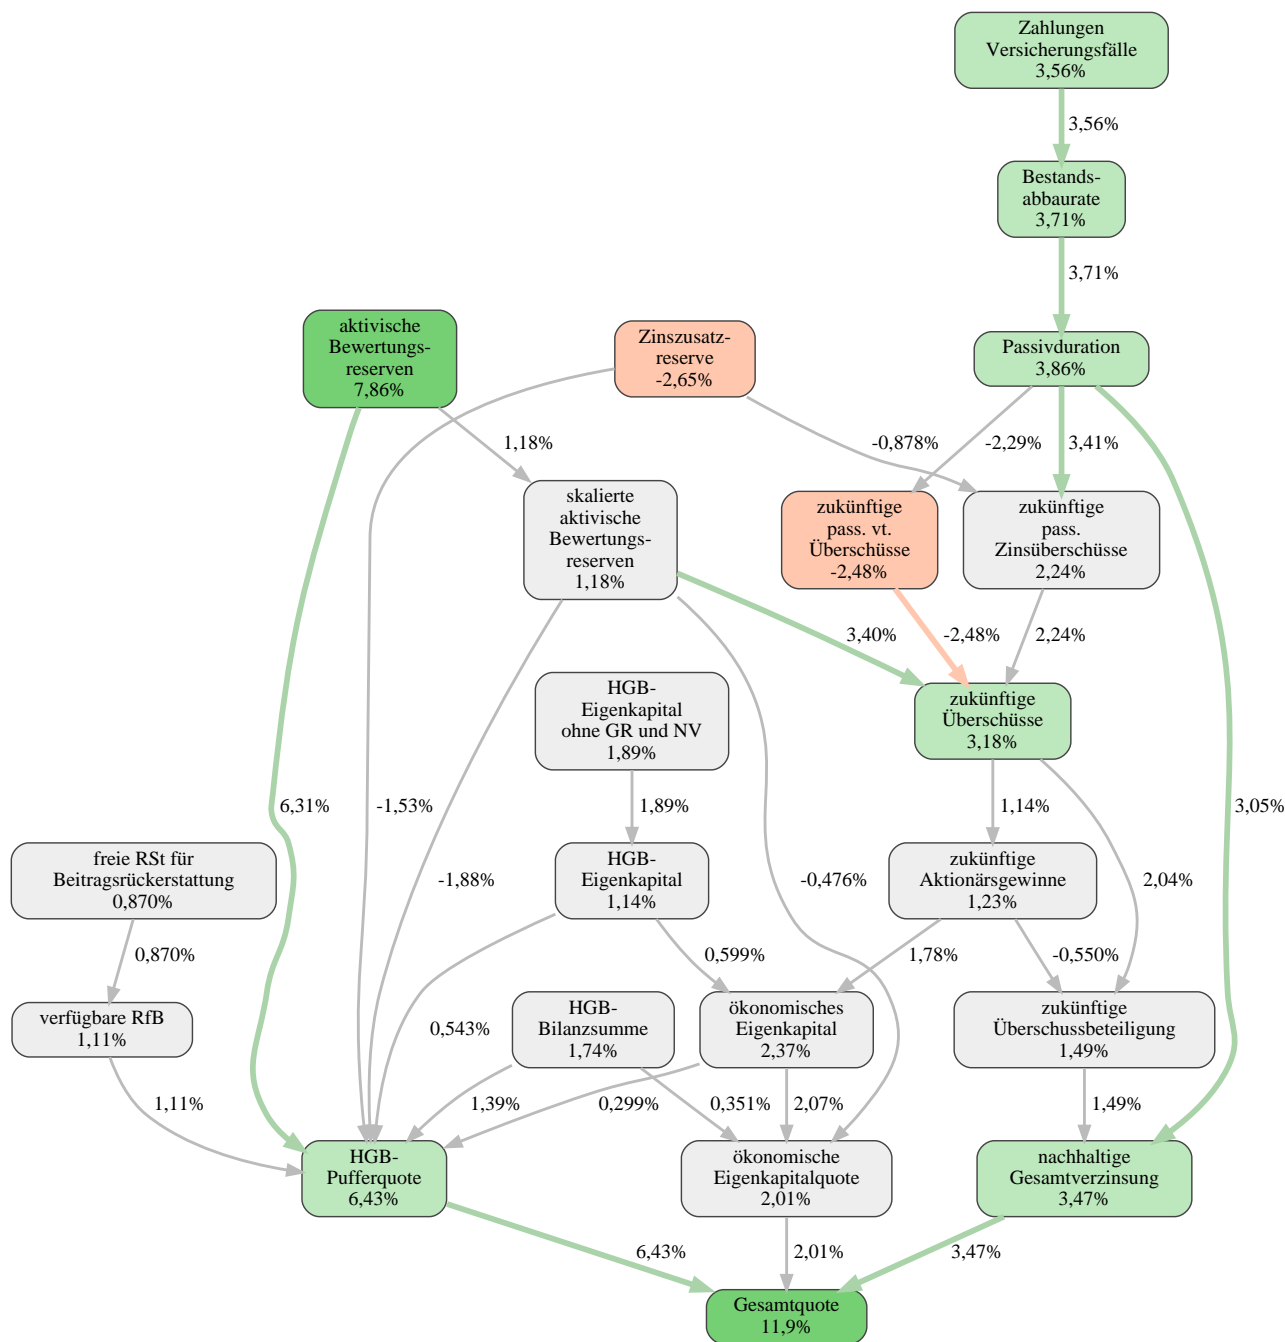 Zahlungen
Versicherungsfälle
3,56%
3,56%
Bestands-
abbaurate
3,71%
3,71%
aktivische
Bewertungs-
reserven
7,86%
Zinszusatz-
reserve
-2,65%
Passivduration
3,86%
1,18%
-0,878%
-2,29%
3,41%
skalierte
aktivische
Bewertungs-
reserven
1,18%
zukünftige
pass. vt.
Überschüsse
-2,48%
zukünftige
pass.
Zinsüberschüsse
2,24%
3,40%
-2,48%
2,24%
HGB-
Eigenkapital
ohne GR und NV
1,89%
zukünftige
Überschüsse
3,18%
6,31%
-1,53%
1,89%
1,14%
3,05%
freie RSt für
Beitragsrückerstattung
0,870%
-1,88%
HGB-
Eigenkapital
1,14%
-0,476%
zukünftige
Aktionärsgewinne
1,23%
2,04%
0,870%
0,599%
1,78%
-0,550%
verfügbare RfB
1,11%
0,543%
HGB-
Bilanzsumme
1,74%
ökonomisches
Eigenkapital
2,37%
zukünftige
Überschussbeteiligung
1,49%
1,11%
1,39%
0,299%
0,351%
2,07%
1,49%
HGB-
Pufferquote
6,43%
ökonomische
Eigenkapitalquote
2,01%
nachhaltige
Gesamtverzinsung
3,47%
6,43%
2,01%
3,47%
Gesamtquote
11,9%